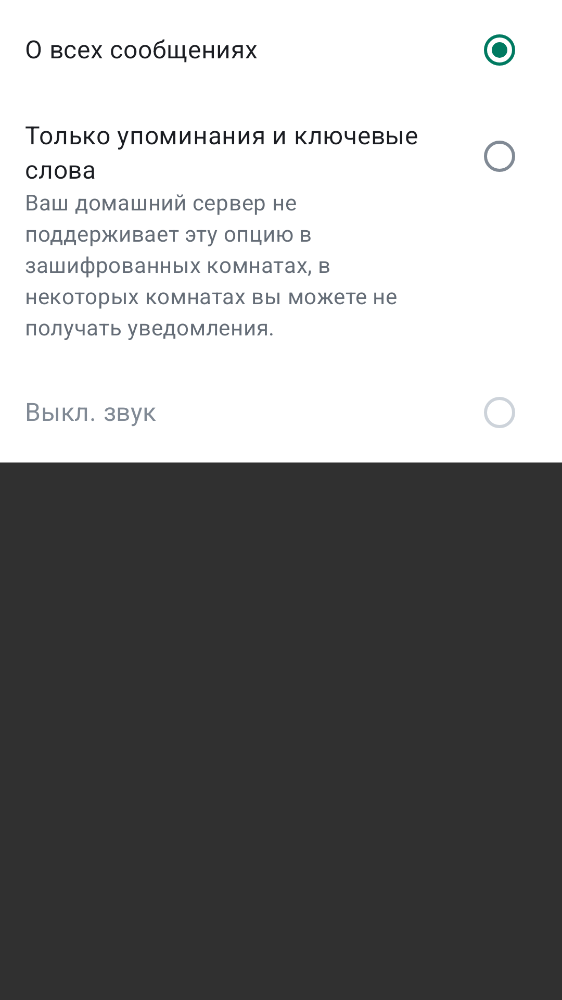 О всех сообщениях
Только упоминания и ключевые
слова
Ваш домашний сервер не
поддерживает эту опцию в
зашифрованных комнатах, в
некоторых комнатах вы можете не
получать уведомления.
Выкл. звук